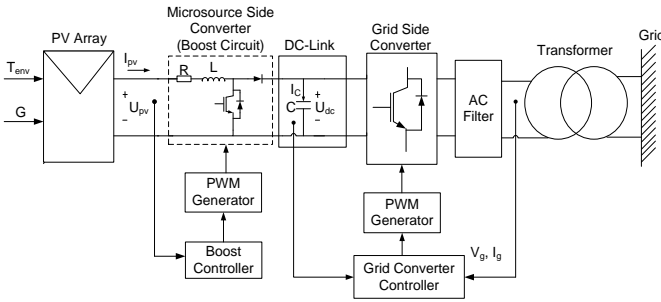 Microsource Side
Converter
(Boost Circuit)
PV Array
I_pv
R
L
DC-Link
Grid Side
Converter
Transformer
Grid
T_env
G
+
U_pv
−
I_C
C
+
U_dc
−
AC
Filter
PWM
Generator
PWM
Generator
Boost
Controller
Grid Converter
Controller
V_g, I_g